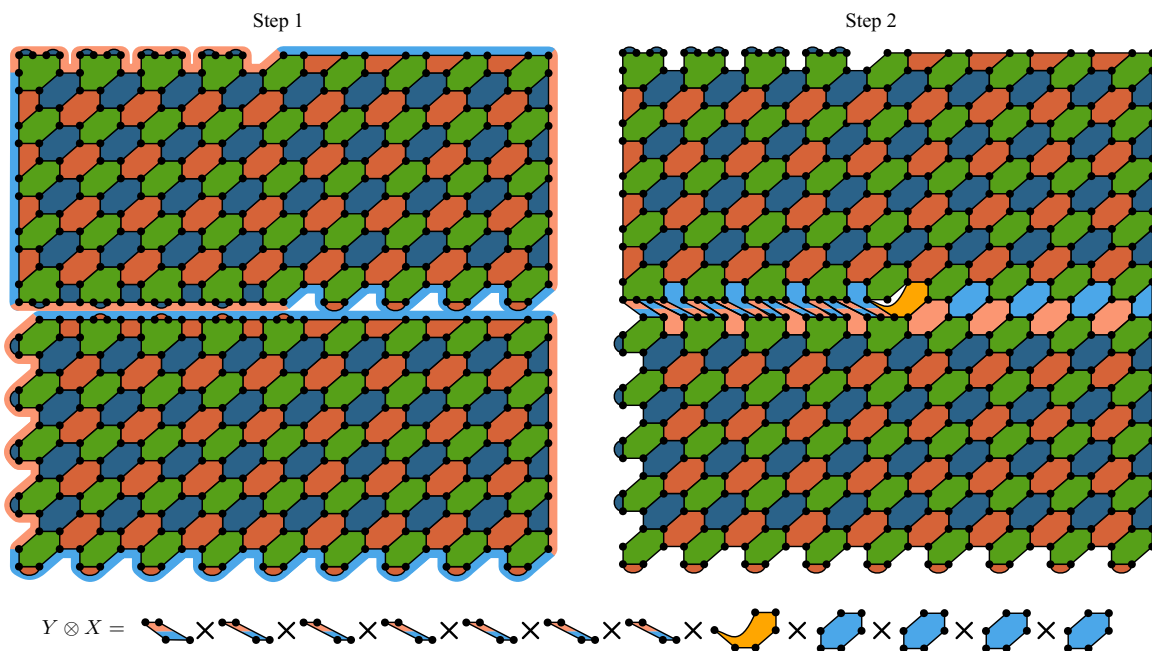 Step 1
Step 2
Y ⊗ X = × × × × × × × × × × ×